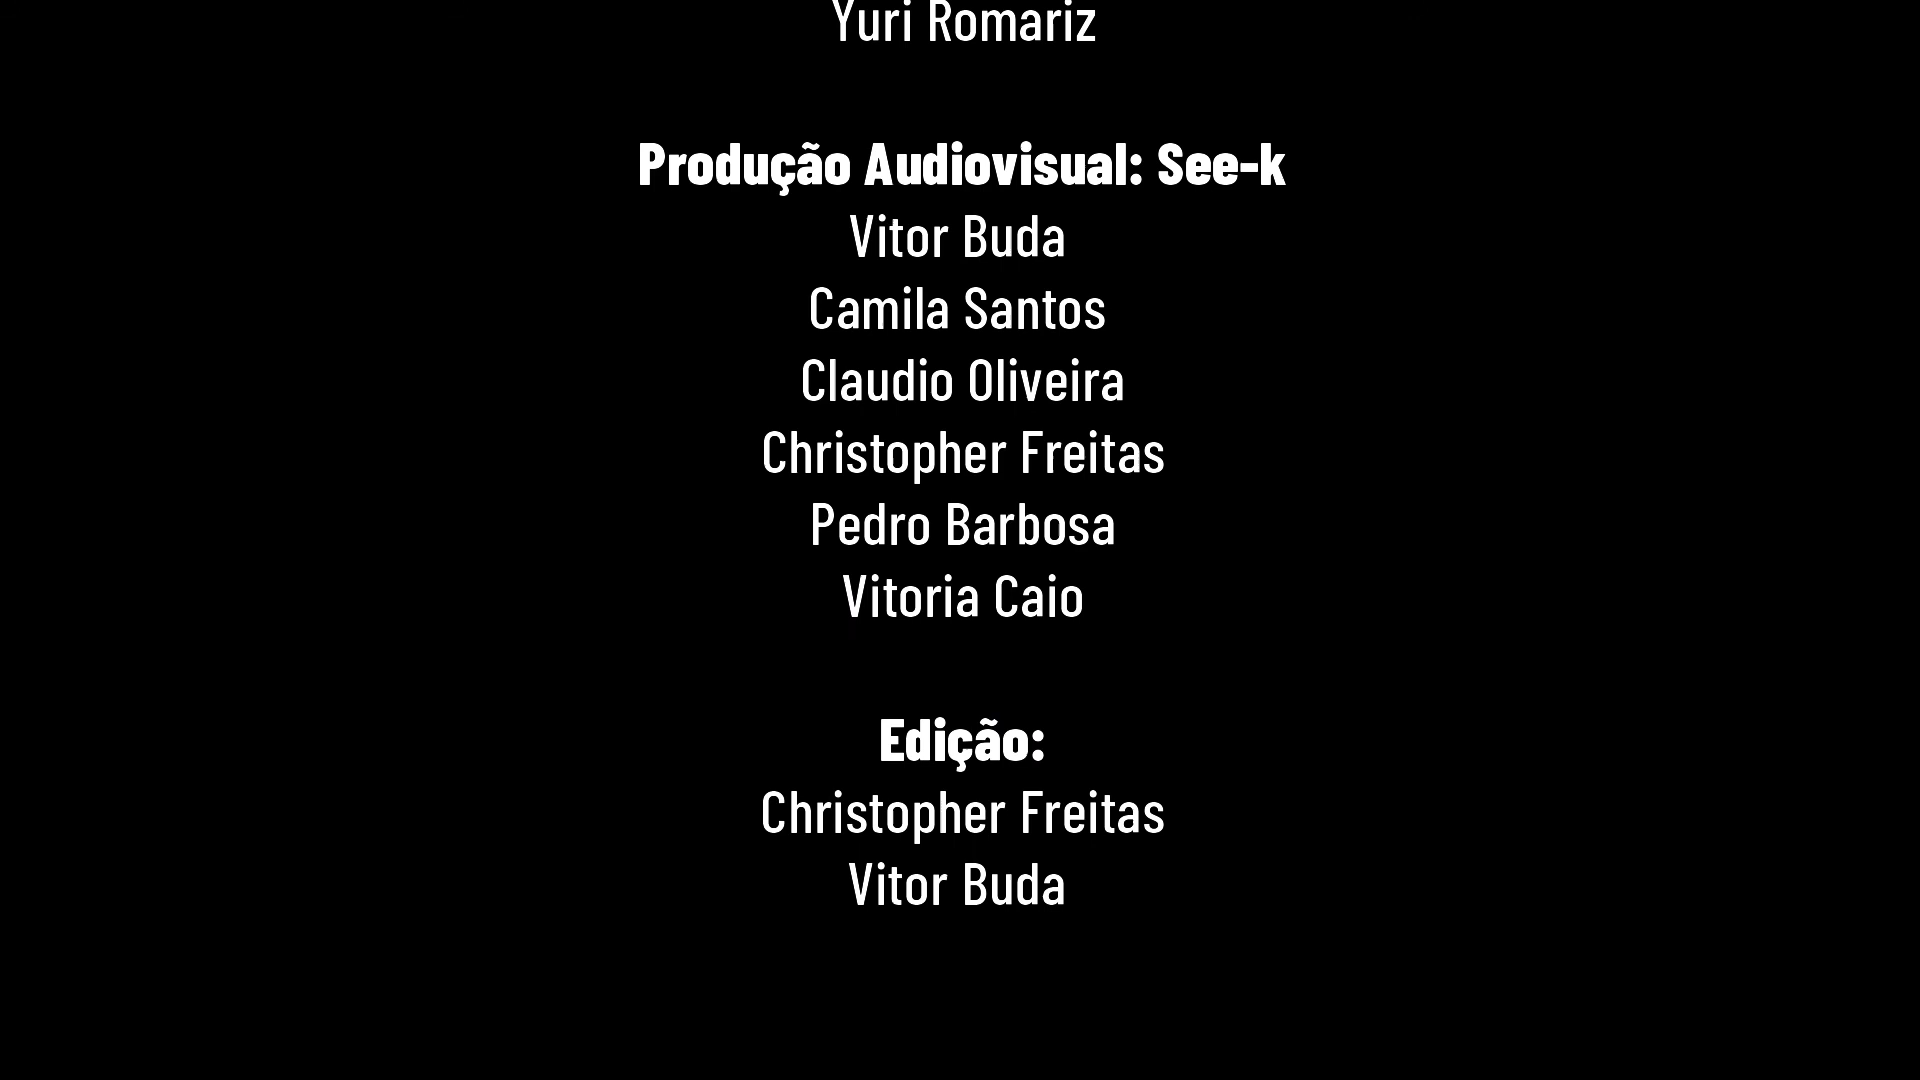 Yuri Romariz
Produção Audiovisual: See-k
Vitor Buda
Camila Santos
Claudio Oliveira
Christopher Freitas
Pedro Barbosa
Vitoria Caio
Edição:
Christopher Freitas
Vitor Buda